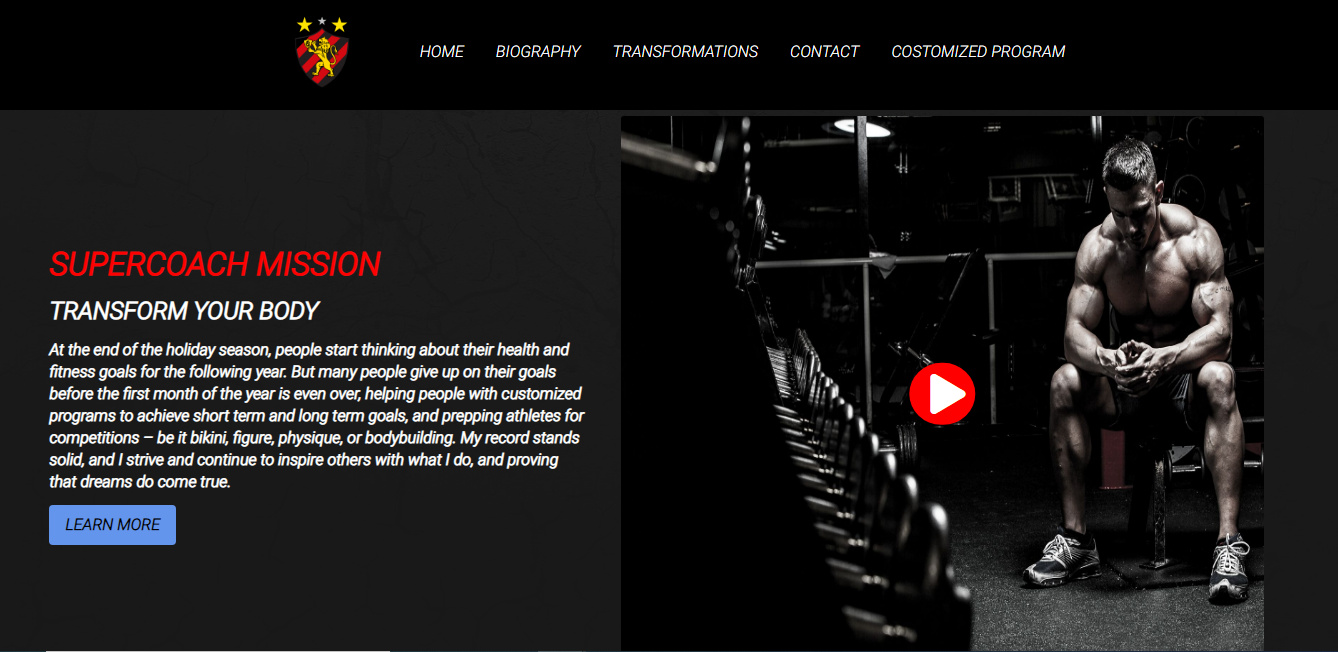 HOME BIOGRAPHY TRANSFORMATIONS CONTACT COSTOMIZED PROGRAM
SUPERCOACH MISSION
TRANSFORM YOUR BODY
At the end of the holiday season, people start thinking about their health and
fitness goals for the following year. But many people give up on their goals
before the first month of the year is even over, helping people with customized
programs to achieve short term and long term goals, and prepping athletes for
competitions – be it bikini, figure, physique, or bodybuilding. My record stands
solid, and I strive and continue to inspire others with what I do, and proving
that dreams do come true.
LEARN MORE